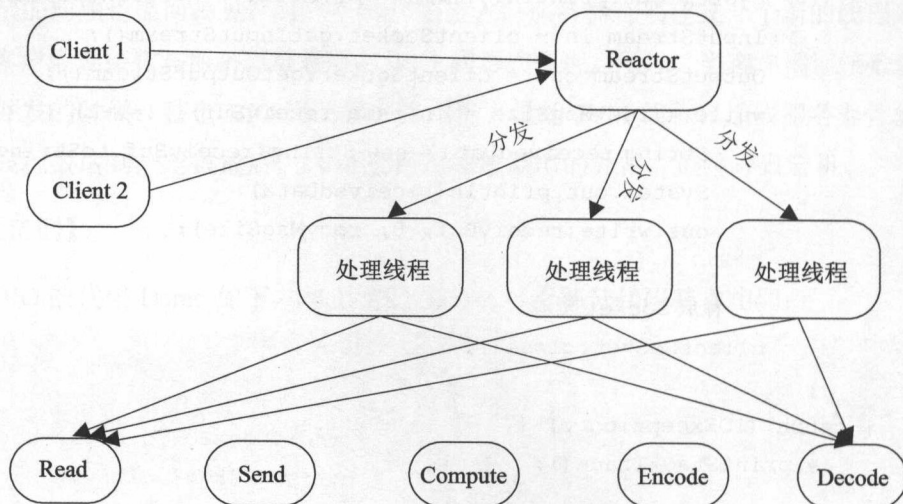 Client 1
Reactor
Client 2
分发
分发
分发
处理线程
处理线程
处理线程
Read
Send
Compute
Encode
Decode